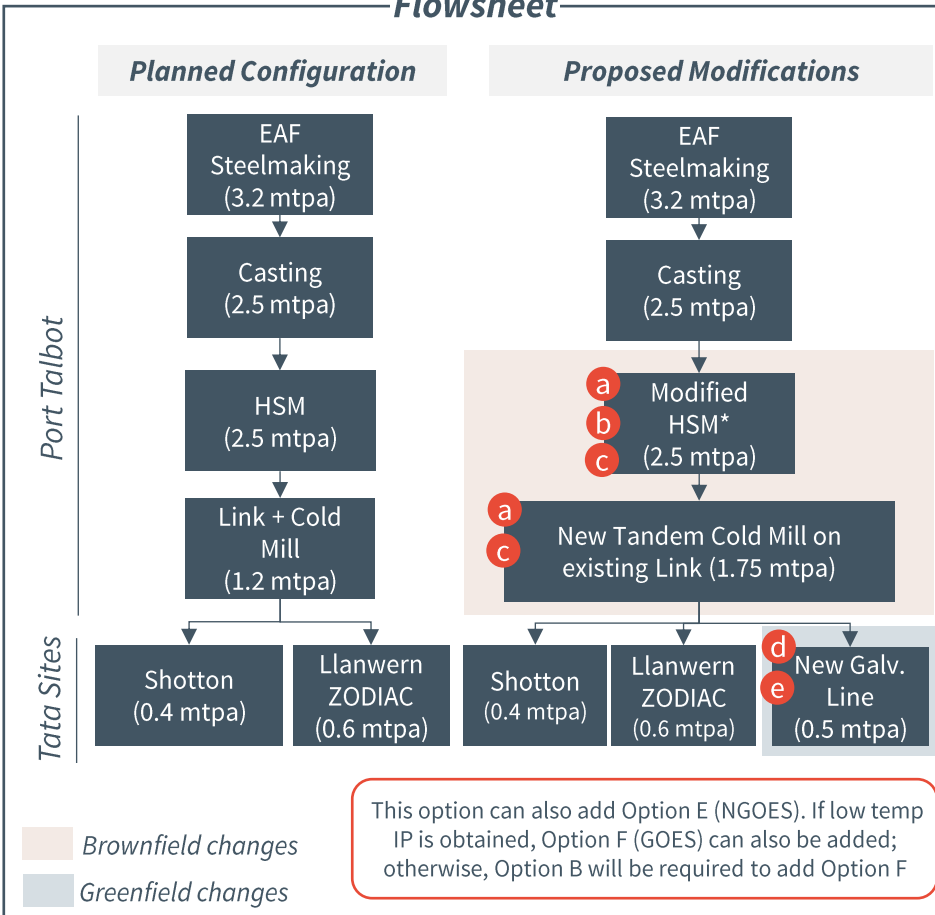 Flowsheet
Planned Configuration
Proposed Modifications
Port Talbot
EAF
Steelmaking
(3.2 mtpa)
Casting
(2.5 mtpa)
HSM
(2.5 mtpa)
Link + Cold
Mill
(1.2 mtpa)
EAF
Steelmaking
(3.2 mtpa)
Casting
(2.5 mtpa)
a
b
c
Modified
HSM*
(2.5 mtpa)
a
c
New Tandem Cold Mill on
existing Link (1.75 mtpa)
Tata Sites
Shotton
(0.4 mtpa)
Llanwern
ZODIAC
(0.6 mtpa)
Shotton
(0.4 mtpa)
Llanwern
ZODIAC
(0.6 mtpa)
d
e
New Galv.
Line
(0.5 mtpa)
Brownfield changes
Greenfield changes
This option can also add Option E (NGOES). If low temp
IP is obtained, Option F (GOES) can also be added;
otherwise, Option B will be required to add Option F